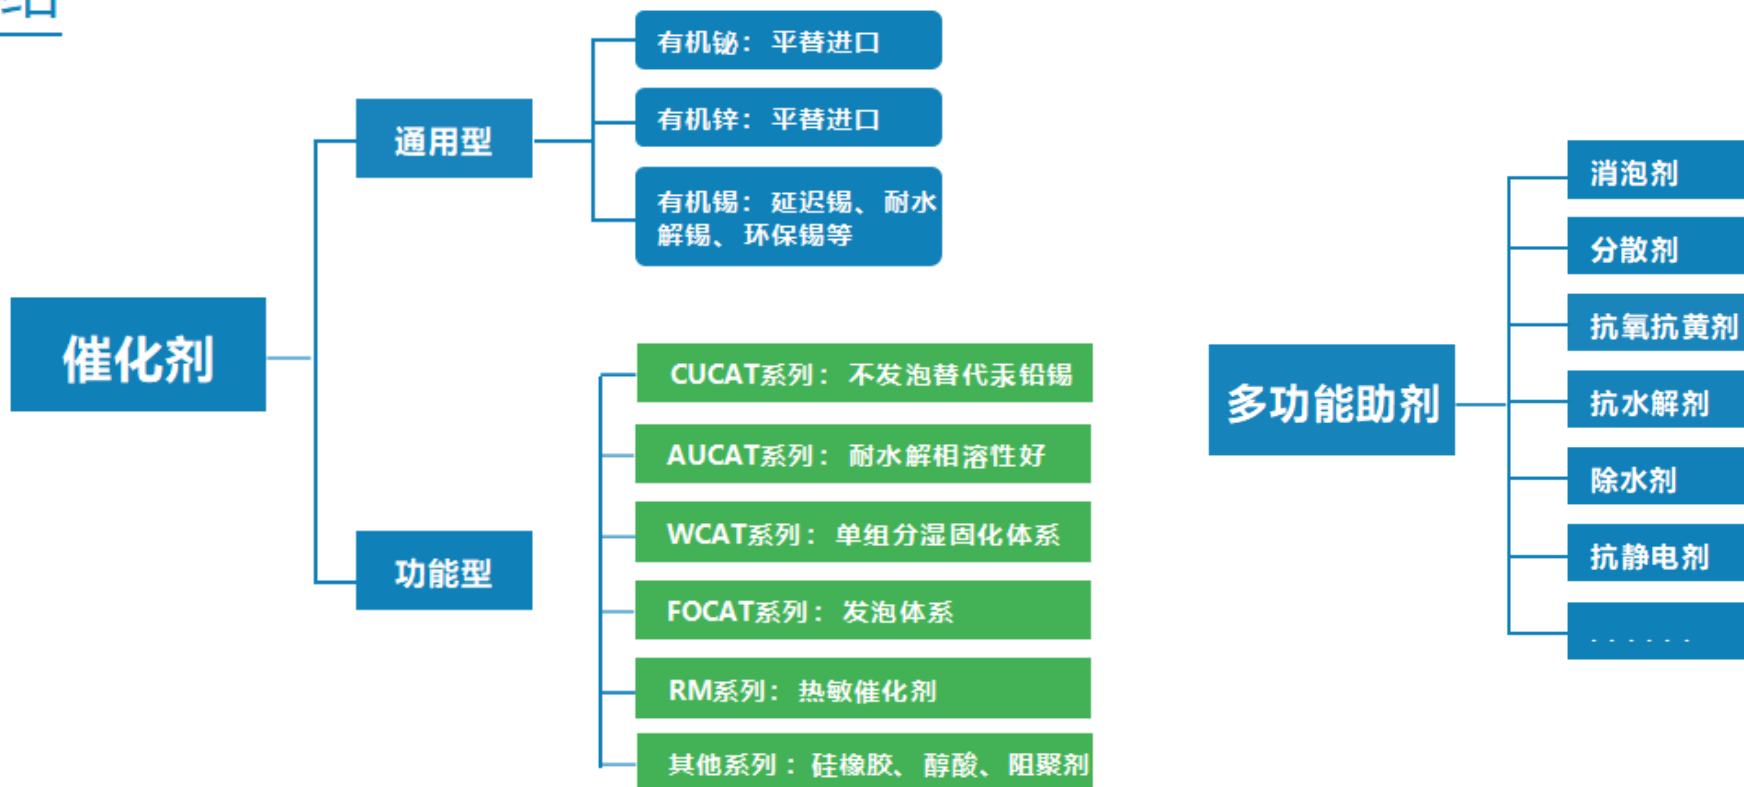 催化剂
通用型
有机铋：平替进口
有机锌：平替进口
有机锡：延迟锡、耐水
解锡、环保锡等
功能型
CUCAT系列：不发泡替代汞铅锡
AUCAT系列：耐水解相溶性好
WCAT系列：单组分湿固化体系
FOCAT系列：发泡体系
RM系列：热敏催化剂
其他系列：硅橡胶、醇酸、阻聚剂
多功能助剂
消泡剂
分散剂
抗氧抗黄剂
抗水解剂
除水剂
抗静电剂
......